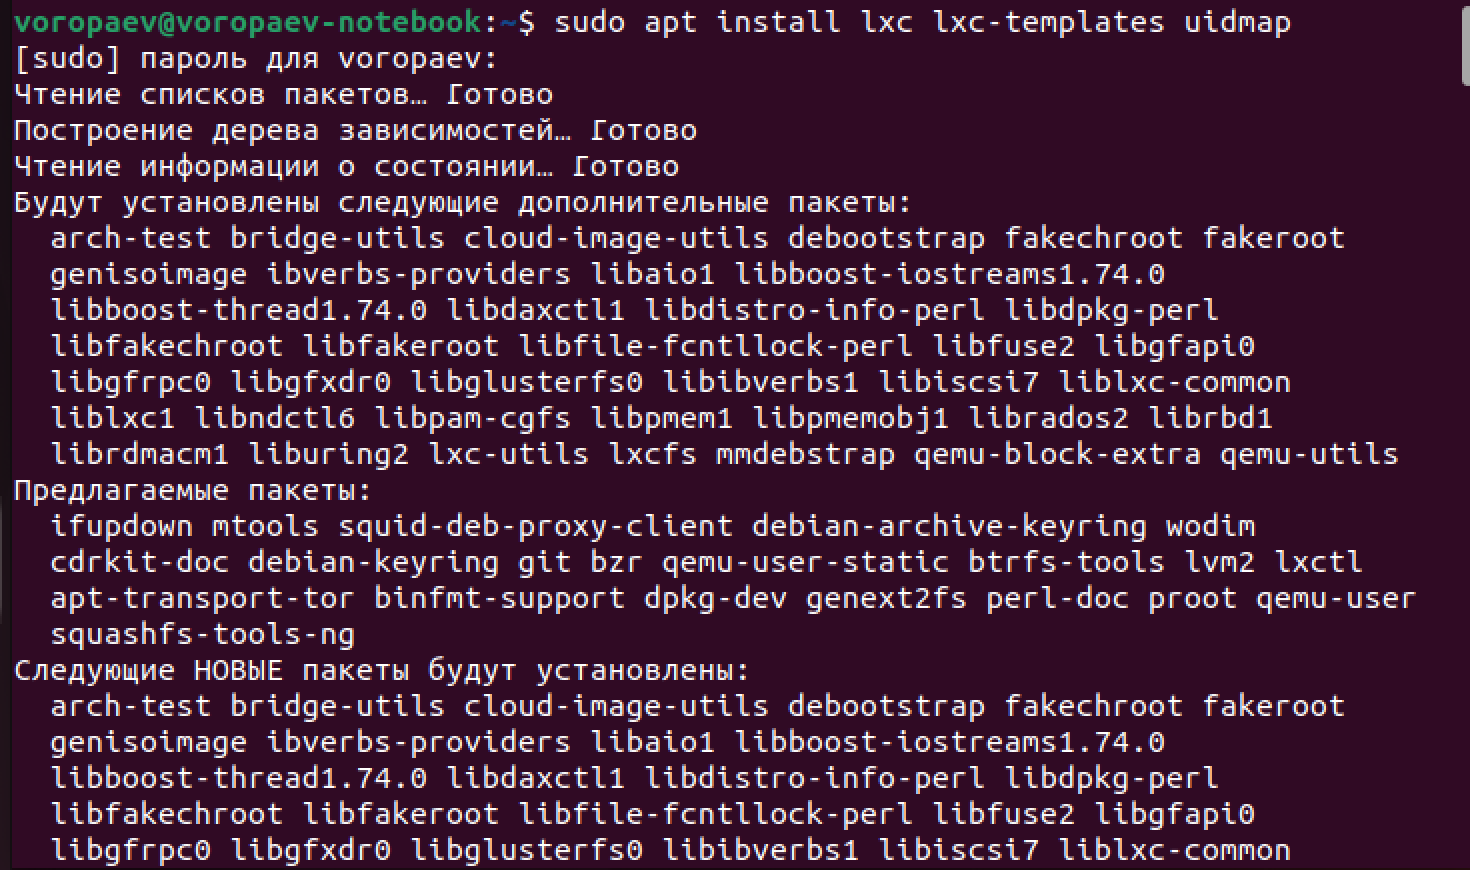 voropaev@voropaev-notebook:~$ sudo apt install lxc lxc-templates uidmap
[sudo] пароль для voropaev:
Чтение списков пакетов… Готово
Построение дерева зависимостей… Готово
Чтение информации о состоянии… Готово
Будут установлены следующие дополнительные пакеты:
  arch-test bridge-utils cloud-image-utils debootstrap fakechroot fakeroot
  genisoimage ibverbs-providers libaio1 libboost-iostreams1.74.0
  libboost-thread1.74.0 libdaxctl1 libdistro-info-perl libdpkg-perl
  libfakechroot libfakeroot libfile-fcntllock-perl libfuse2 libgfapi0
  libgfrpc0 libgfxdr0 libglusterfs0 libibverbs1 libiscsi7 liblxc-common
  liblxc1 libndctl6 libpam-cgfs libpmem1 libpmemobj1 librados2 librbd1
  librdmacm1 liburing2 lxc-utils lxcfs mmdebstrap qemu-block-extra qemu-utils
Предлагаемые пакеты:
  ifupdown mtools squid-deb-proxy-client debian-archive-keyring wodim
  cdrkit-doc debian-keyring git bzr qemu-user-static btrfs-tools lvm2 lxctl
  apt-transport-tor binfmt-support dpkg-dev genext2fs perl-doc proot qemu-user
  squashfs-tools-ng
Следующие НОВЫЕ пакеты будут установлены:
  arch-test bridge-utils cloud-image-utils debootstrap fakechroot fakeroot
  genisoimage ibverbs-providers libaio1 libboost-iostreams1.74.0
  libboost-thread1.74.0 libdaxctl1 libdistro-info-perl libdpkg-perl
  libfakechroot libfakeroot libfile-fcntllock-perl libfuse2 libgfapi0
  libgfrpc0 libgfxdr0 libglusterfs0 libibverbs1 libiscsi7 liblxc-common